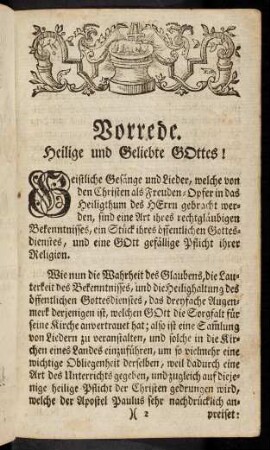 Vorrede.
Heilige und Geliebte GOttes!
Geistliche Gesänge und Lieder, welche von
den Christen als Freuden-Opfer in das
Heiligthum des HErrn gebracht wer-
den, sind eine Art ihres rechtgläubigen
Bekenntnisses, ein Stück ihres öffentlichen Gottes-
dienstes, und eine GOtt gefällige Pflicht ihrer
Religion.
Wie nun die Wahrheit des Glaubens, die Lau-
terkeit des Bekenntnisses, und die Heilighaltung des
öffentlichen Gottesdienstes, das dreyfache Augen-
merk derjenigen ist, welchen GOtt die Sorgfalt für
seine Kirche anvertrauet hat; also ist eine Sam̃lung
von Liedern zu veranstalten, und solche in die Kir-
chen eines Landes einzuführen, um so vielmehr eine
wichtige Obliegenheit derselben, weil dadurch eine
Art des Unterrichts gegeben, und zugleich auf dieje-
nige heilige Pflicht der Christen gedrungen wird,
welche der Apostel Paulus sehr nachdrücklich an-
)( 2 preiset: